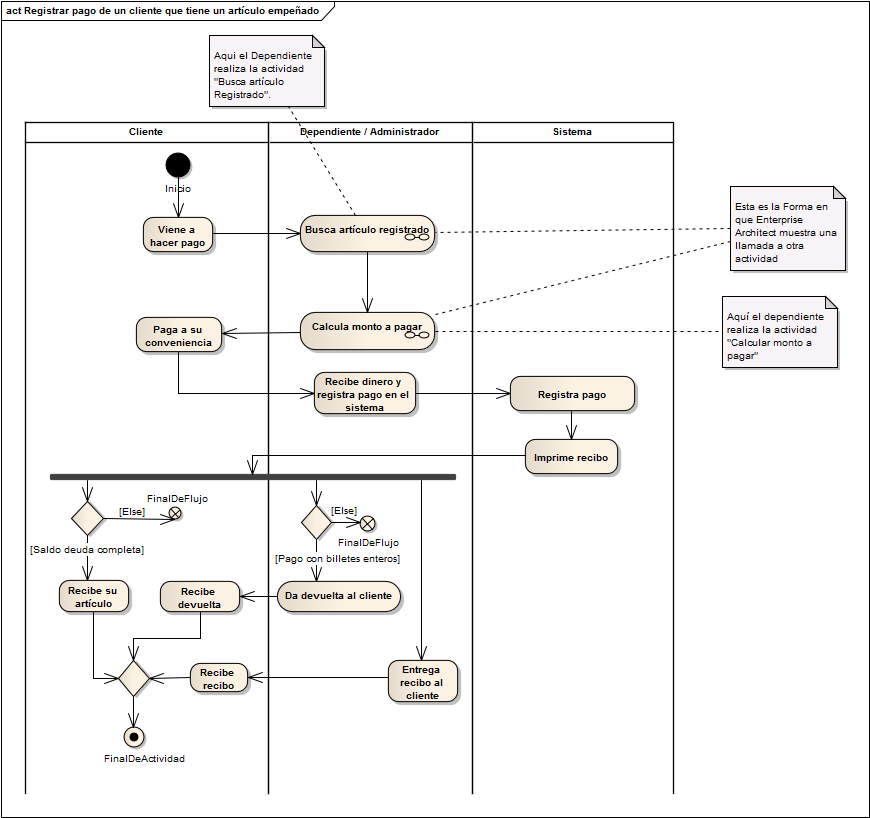 act Registrar pago de un cliente que tiene un artículo empeñado
Aqui el Dependiente
realiza la actividad
"Busca artículo
Registrado".
Cliente
Dependiente / Administrador
Sistema
Inicio
Viene a
hacer pago
Busca artículo registrado
Esta es la Forma en
que Enterprise
Architect muestra una
llamada a otra
actividad
Paga a su
conveniencia
Calcula monto a pagar
Aquí el dependiente
realiza la actividad
"Calcular monto a
pagar"
Recibe dinero y
registra pago en el
sistema
Registra pago
Imprime recibo
FinalDeFlujo
[Else]
[Saldo deuda completa]
[Else]
FinalDeFlujo
[Pago con billetes enteros]
Recibe su
artículo
Recibe
devuelta
Da devuelta al cliente
Recibe
recibo
Entrega
recibo al
cliente
FinalDeActividad